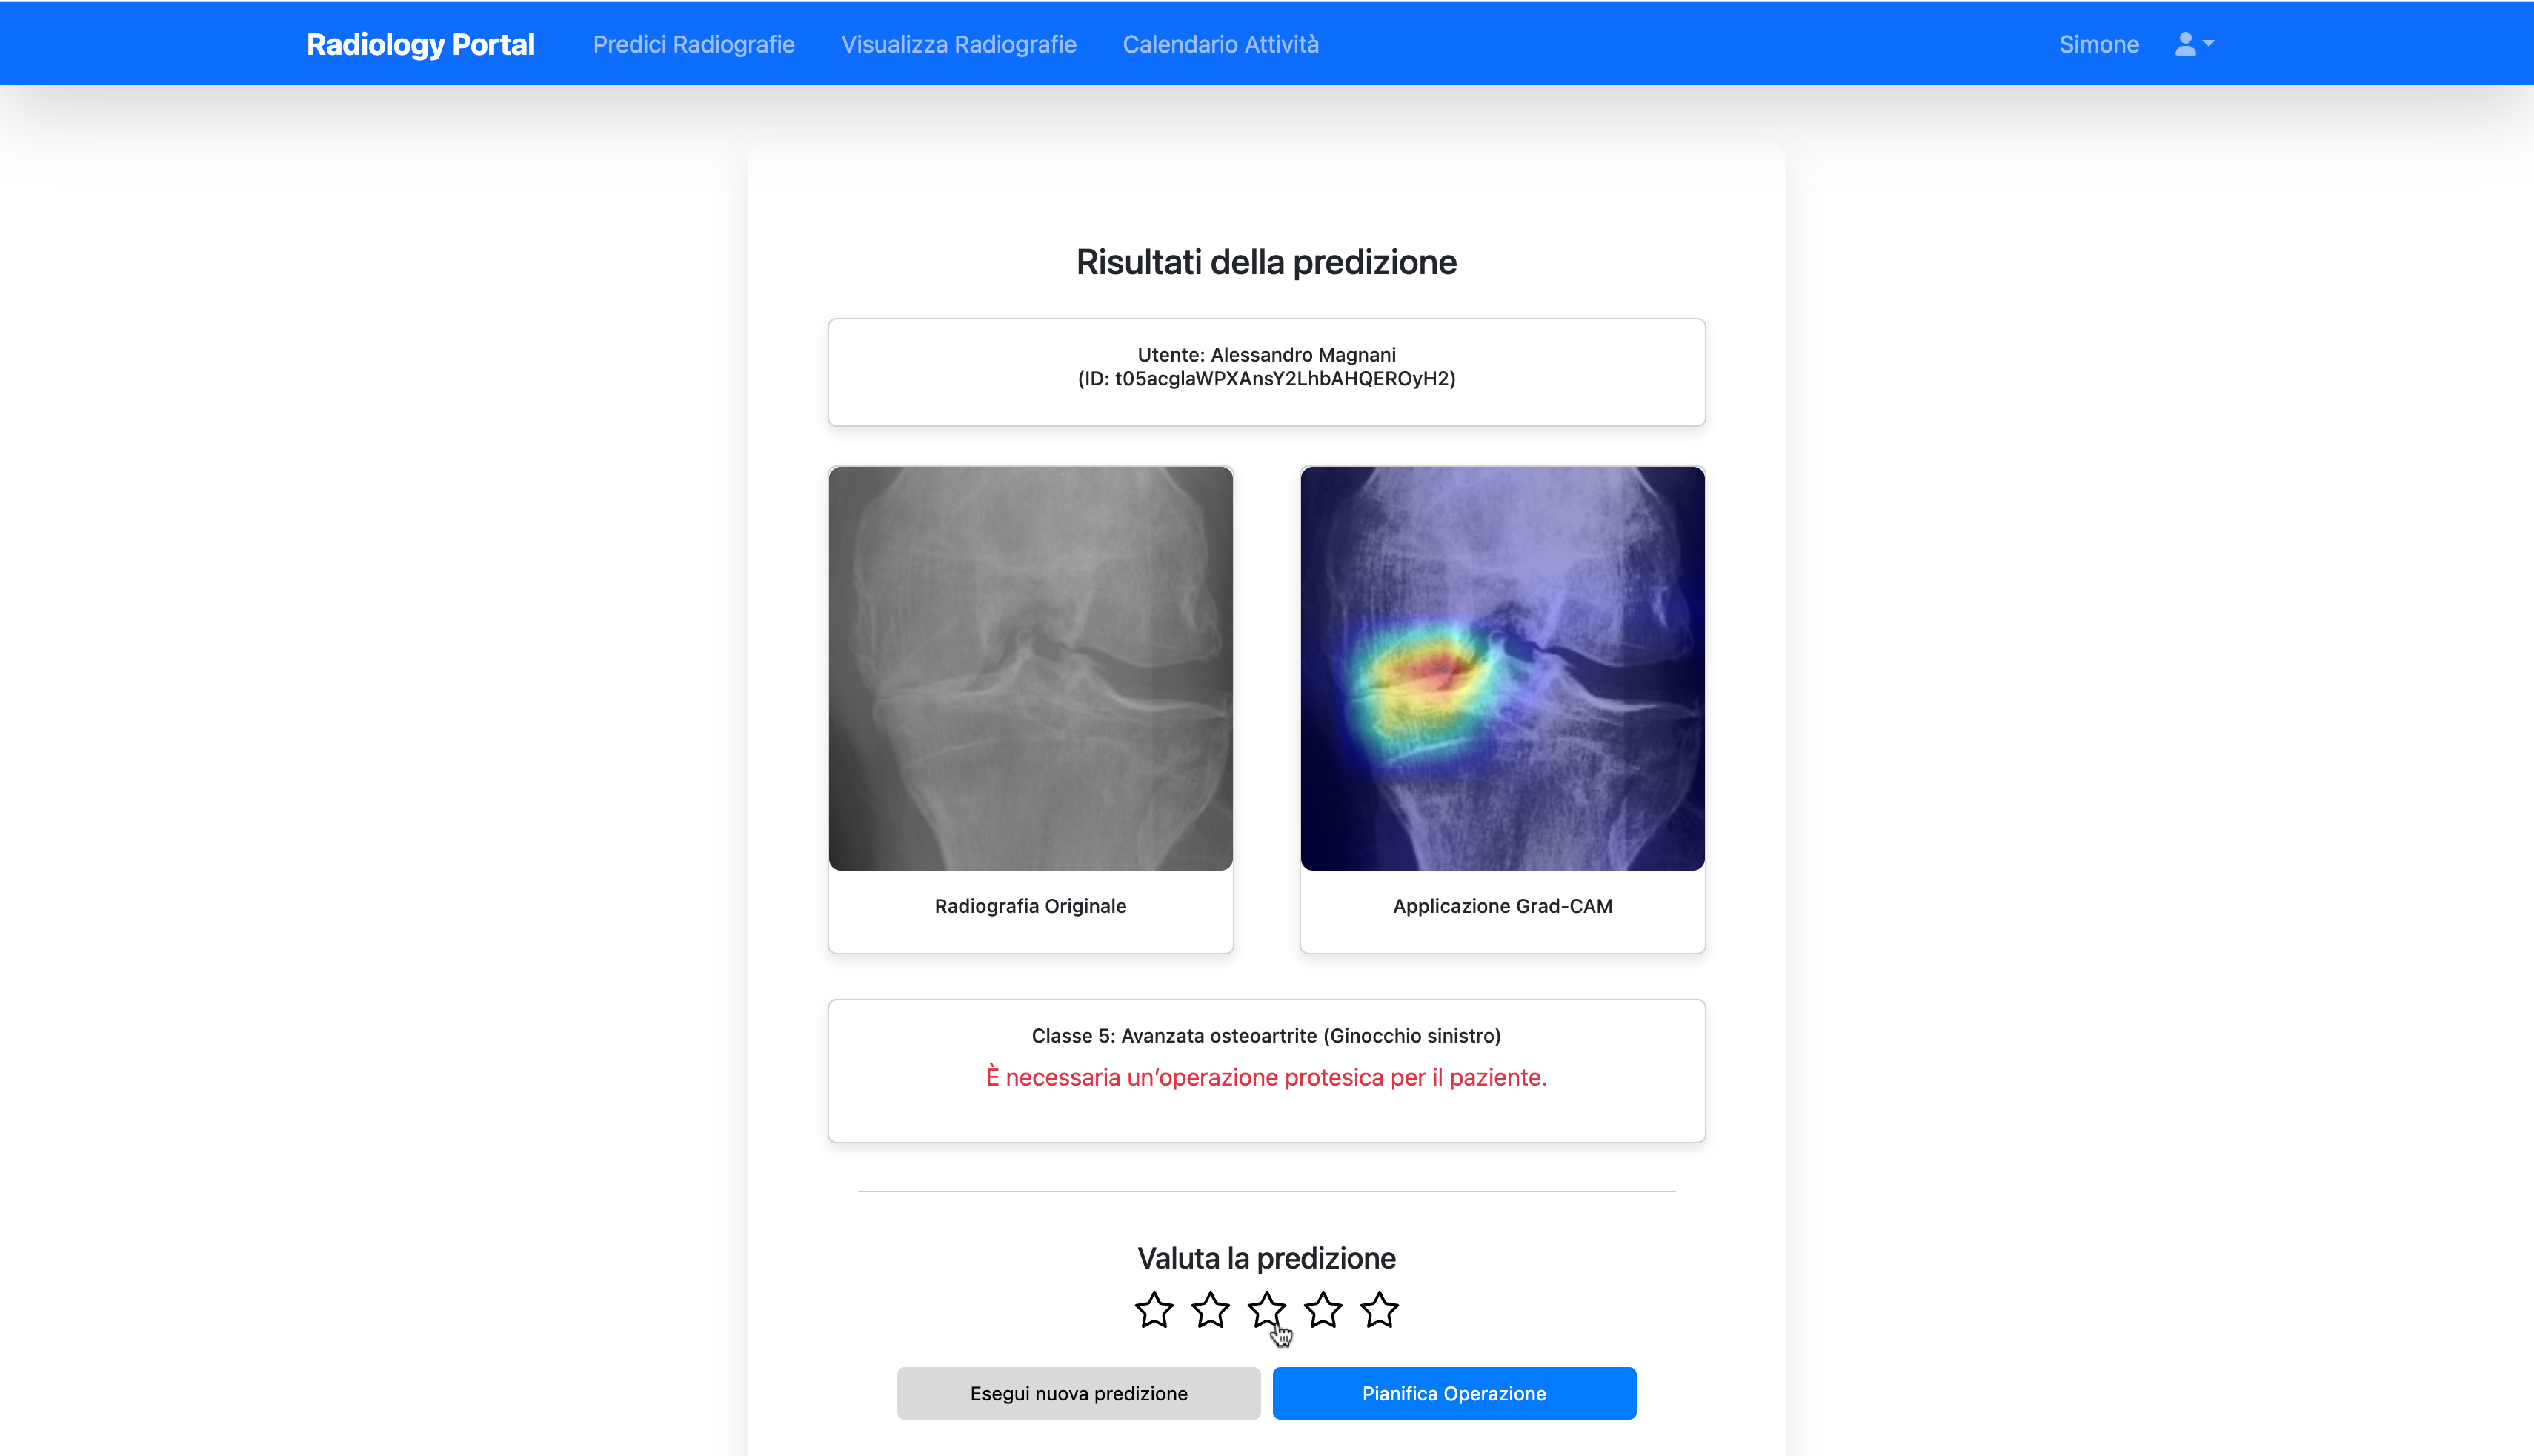 Radiology Portal Predici Radiografie Visualizza Radiografie Calendario Attività Simone
Risultati della predizione
Utente: Alessandro Magnani
(ID: t05acglaWPXAnsY2LhbAHQEROyH2)
Radiografia Originale
Applicazione Grad-CAM
Classe 5: Avanzata osteoartrite (Ginocchio sinistro)
È necessaria un’operazione protesica per il paziente.
Valuta la predizione
Esegui nuova predizione
Pianifica Operazione